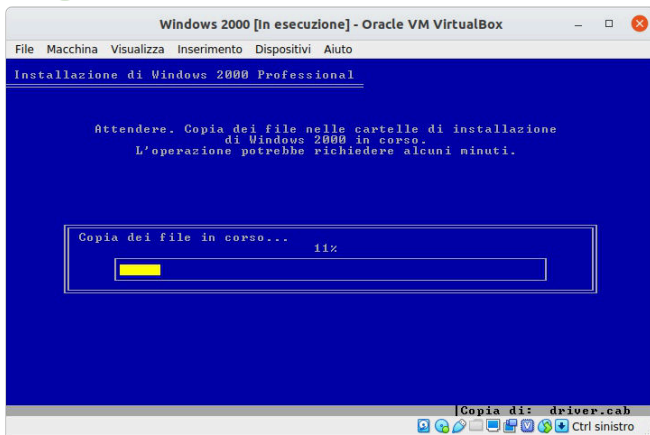 Windows 2000 [In esecuzione] - Oracle VM VirtualBox
File Macchina Visualizza Inserimento Dispositivi Aiuto
Installazione di Windows 2000 Professional
Attendere. Copia dei file nelle cartelle di installazione
di Windows 2000 in corso.
L'operazione potrebbe richiedere alcuni minuti.
Copia dei file in corso...
11%
|Copia di: driver.cab
Ctrl sinistro